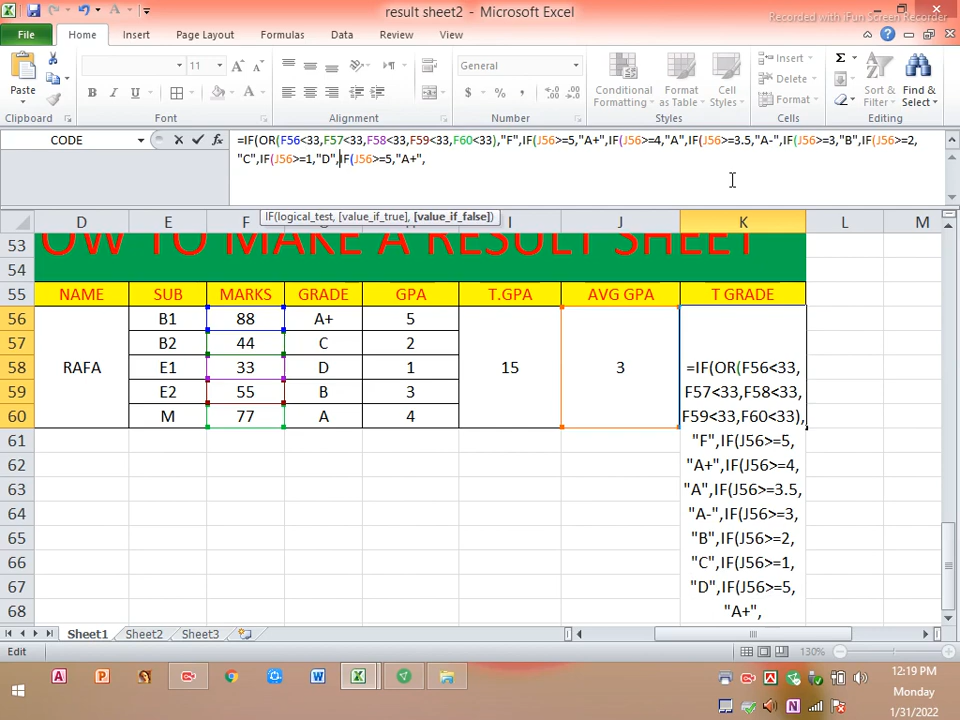 result sheet2 - Microsoft Excel
Recorded with iFun Screen Recorder
File Home Insert Page Layout Formulas Data Review View
Paste
11
General
Conditional Formatting
Format as Table
Cell Styles
Insert
Delete
Format
Sort & Filter
Find & Select
Clipboard Font Alignment Number Styles Cells Editing
CODE
=IF(OR(F56<33,F57<33,F58<33,F59<33,F60<33),"F",IF(J56>=5,"A+",IF(J56>=4,"A",IF(J56>=3.5,"A-",IF(J56>=3,"B",IF(J56>=2,
"C",IF(J56>=1,"D",IF(J56>=5,"A+",
IF(logical_test, [value_if_true], [value_if_false])
D E F I J K L M
53 OW TO MAKE A RESULT SHEET
54
55 NAME SUB MARKS GRADE GPA T.GPA AVG GPA T GRADE
56 B1 88 A+ 5
57 B2 44 C 2
58 RAFA E1 33 D 1 15 3 =IF(OR(F56<33,
59 E2 55 B 3 F57<33,F58<33,
60 M 77 A 4 F59<33,F60<33),
61 "F",IF(J56>=5,
62 "A+",IF(J56>=4,
63 "A",IF(J56>=3.5,
64 "A-",IF(J56>=3,
65 "B",IF(J56>=2,
66 "C",IF(J56>=1,
67 "D",IF(J56>=5,
68 "A+",
Sheet1 Sheet2 Sheet3
Edit
130%
12:19 PM
Monday
1/31/2022